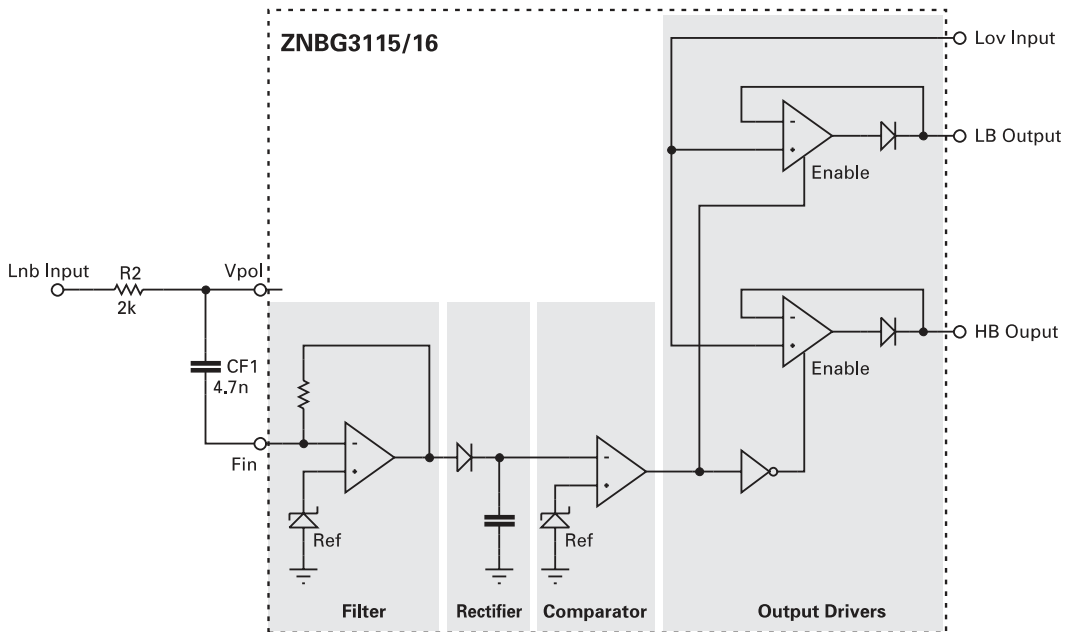 ZNBG3115/16
Lov Input
LB Output
Enable
Lnb Input
R2
2k
Vpol
HB Ouput
Enable
CF1
4.7n
Fin
-
+
-
+
-
+
-
+
Ref
Ref
Filter
Rectifier
Comparator
Output Drivers